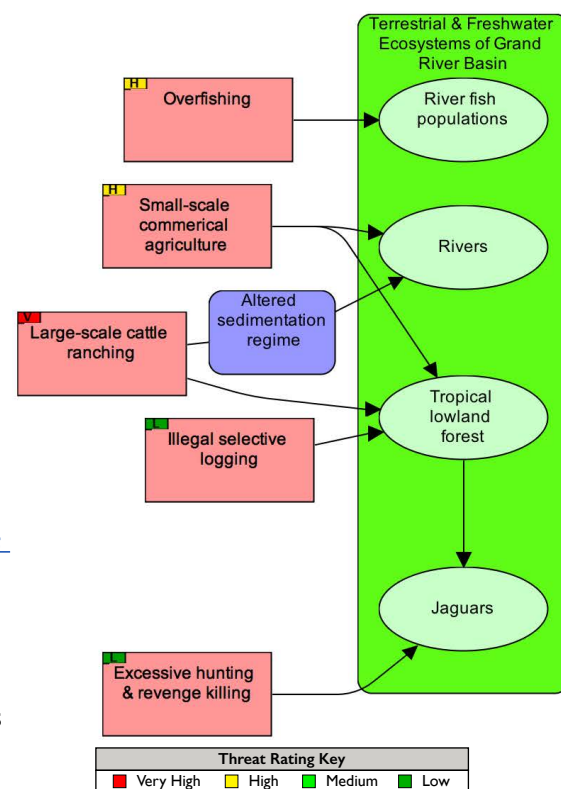 Terrestrial & Freshwater
Ecosystems of Grand
River Basin
H
Overfishing
River fish
populations
H
Small-scale
commerical
agriculture
Rivers
Altered
sedimentation
regime
V
Large-scale cattle
ranching
Tropical
lowland
forest
L
Illegal selective
logging
Jaguars
L
Excessive hunting
& revenge killing
Threat Rating Key
Very High High Medium Low